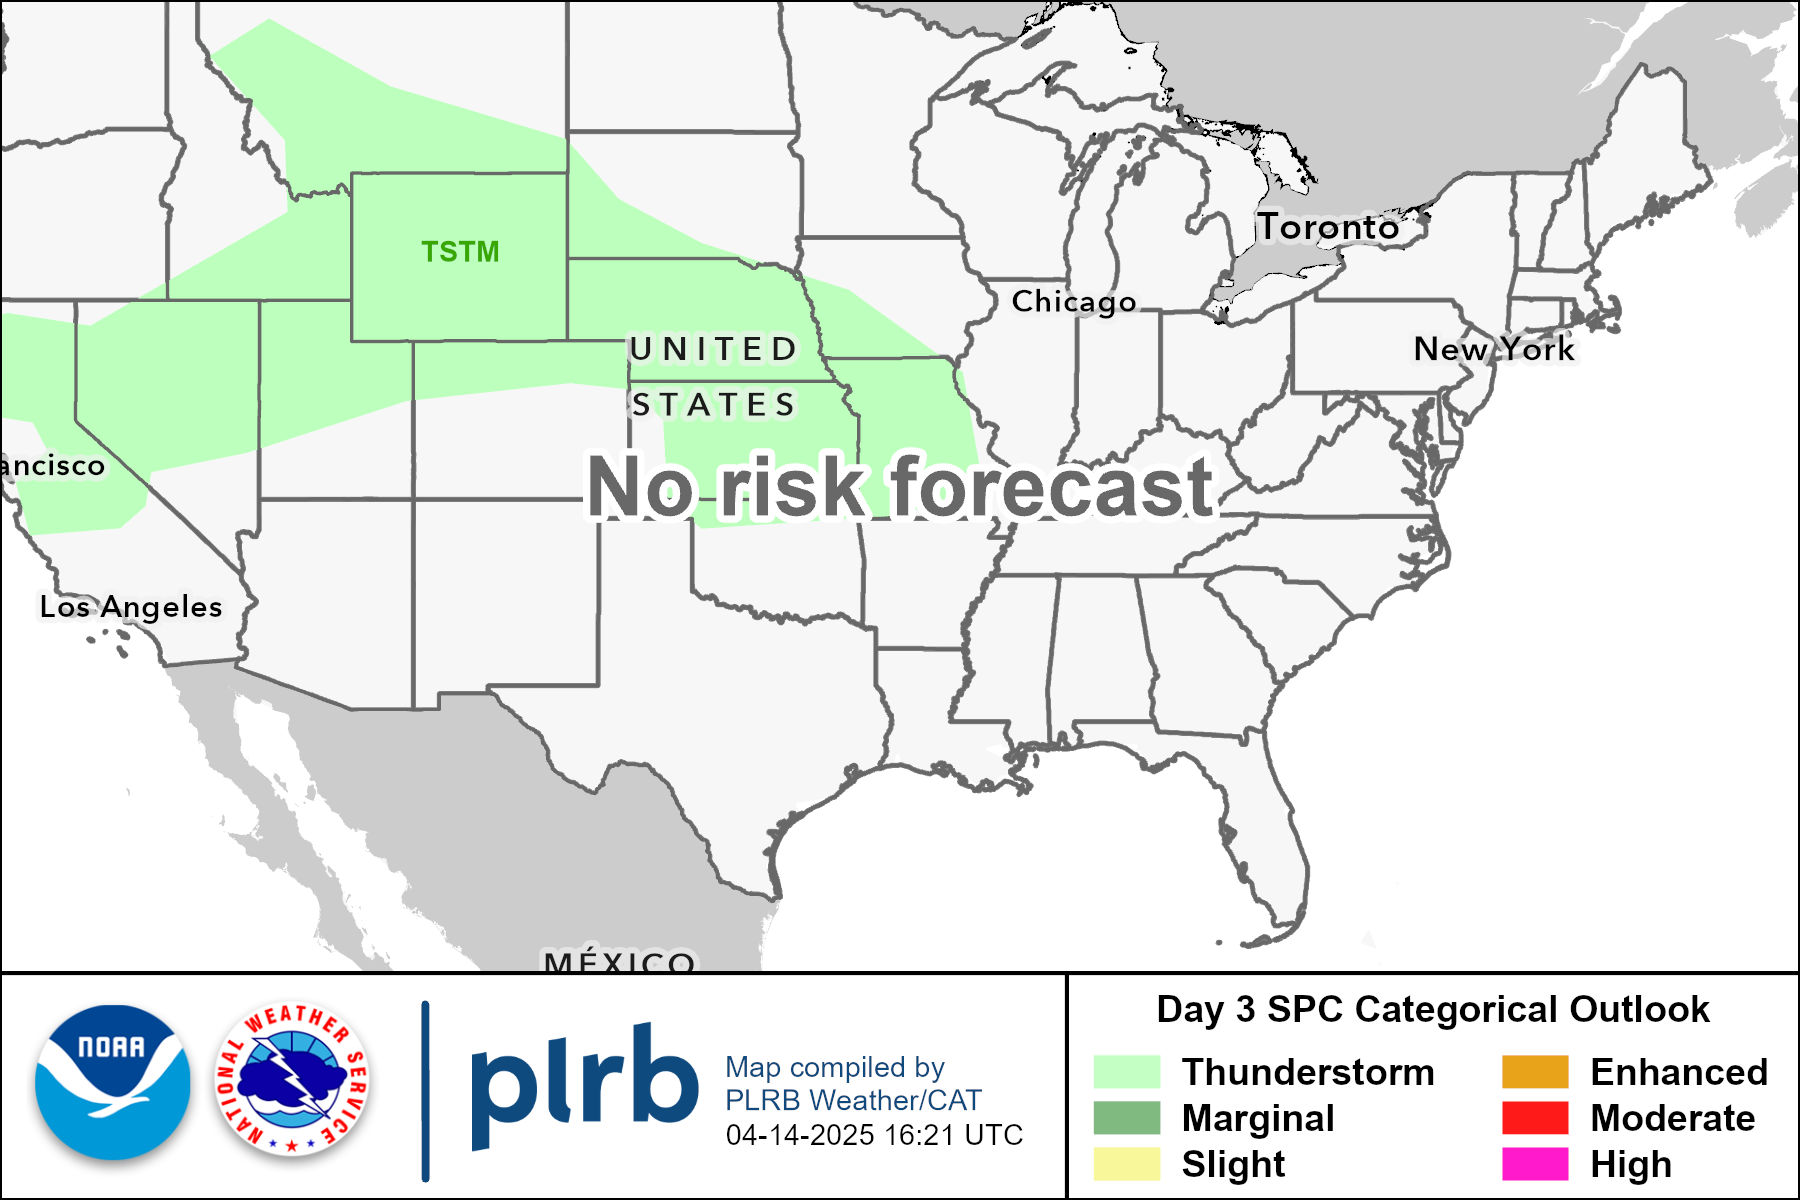 TSTM
Toronto
Chicago
UNITED
New York
STATES
ancisco
No risk forecast
Los Angeles
MÉXICO
NOAA
NATIONAL WEATHER SERVICE
plrb
Map compiled by
PLRB Weather/CAT
04-14-2025 16:21 UTC
Day 3 SPC Categorical Outlook
Thunderstorm
Enhanced
Marginal
Moderate
Slight
High